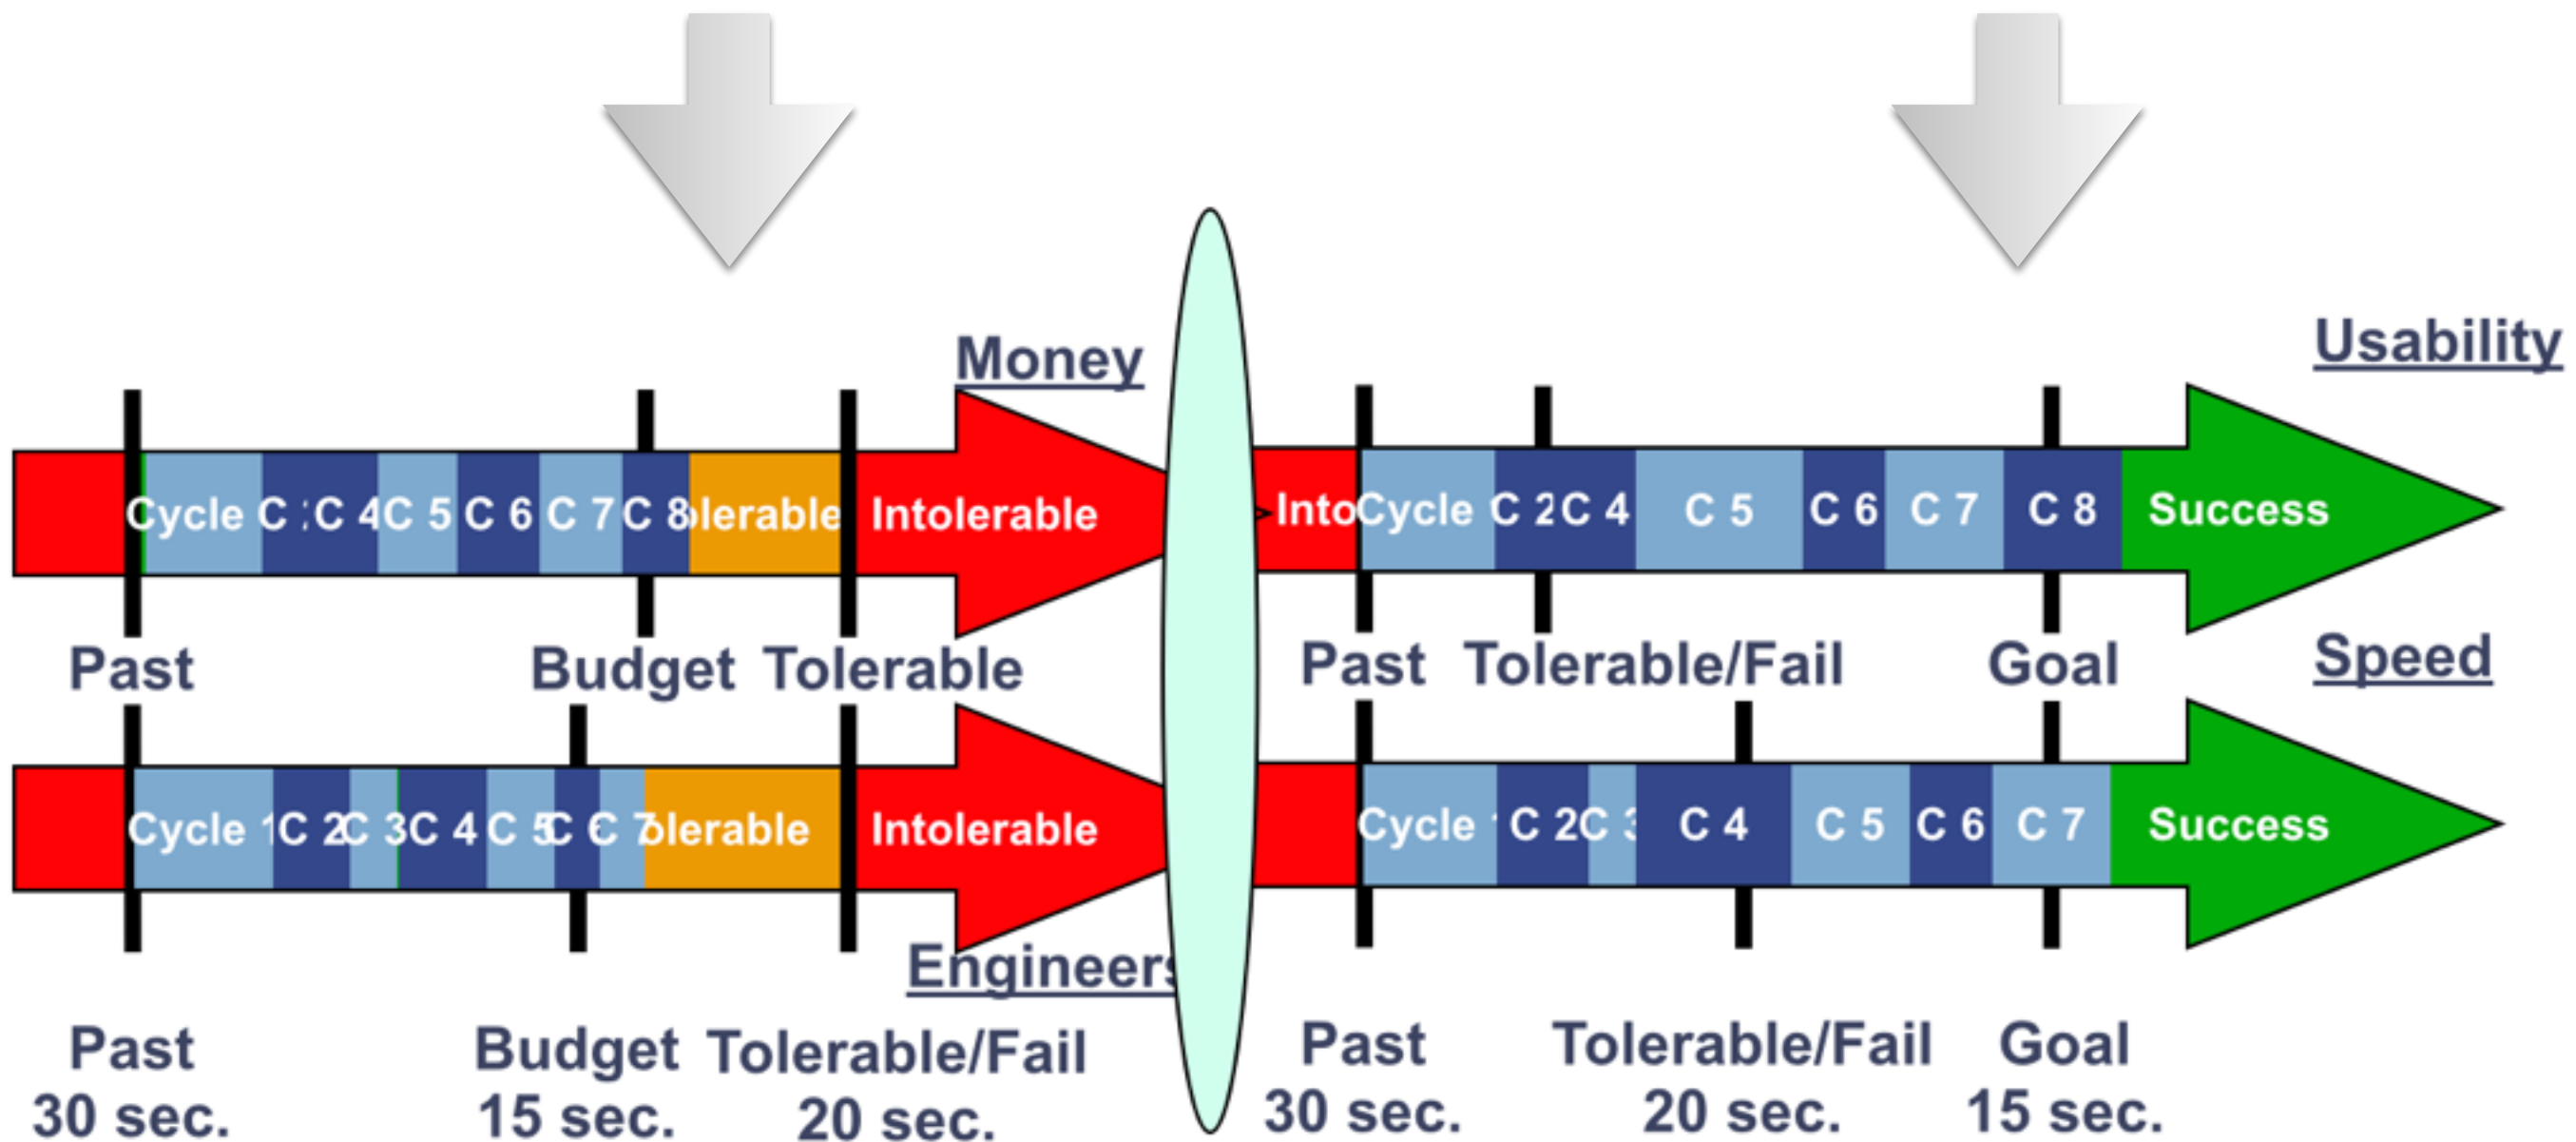 Money
Usability
Cycle C C 4 C 5 C 6 C 7 C 8 lerable Intolerable
Into Cycle C 2 C 4 C 5 C 6 C 7 C 8 Success
Past Budget Tolerable
Past Tolerable/Fail Goal
Speed
Cycle 1 C 2 C 3 C 4 C 5 C C 7 olerable Intolerable
Cycle C 2 C 3 C 4 C 5 C 6 C 7 Success
Engineers
Past Budget Tolerable/Fail
30 sec. 15 sec. 20 sec.
Past Tolerable/Fail Goal
30 sec. 20 sec. 15 sec.